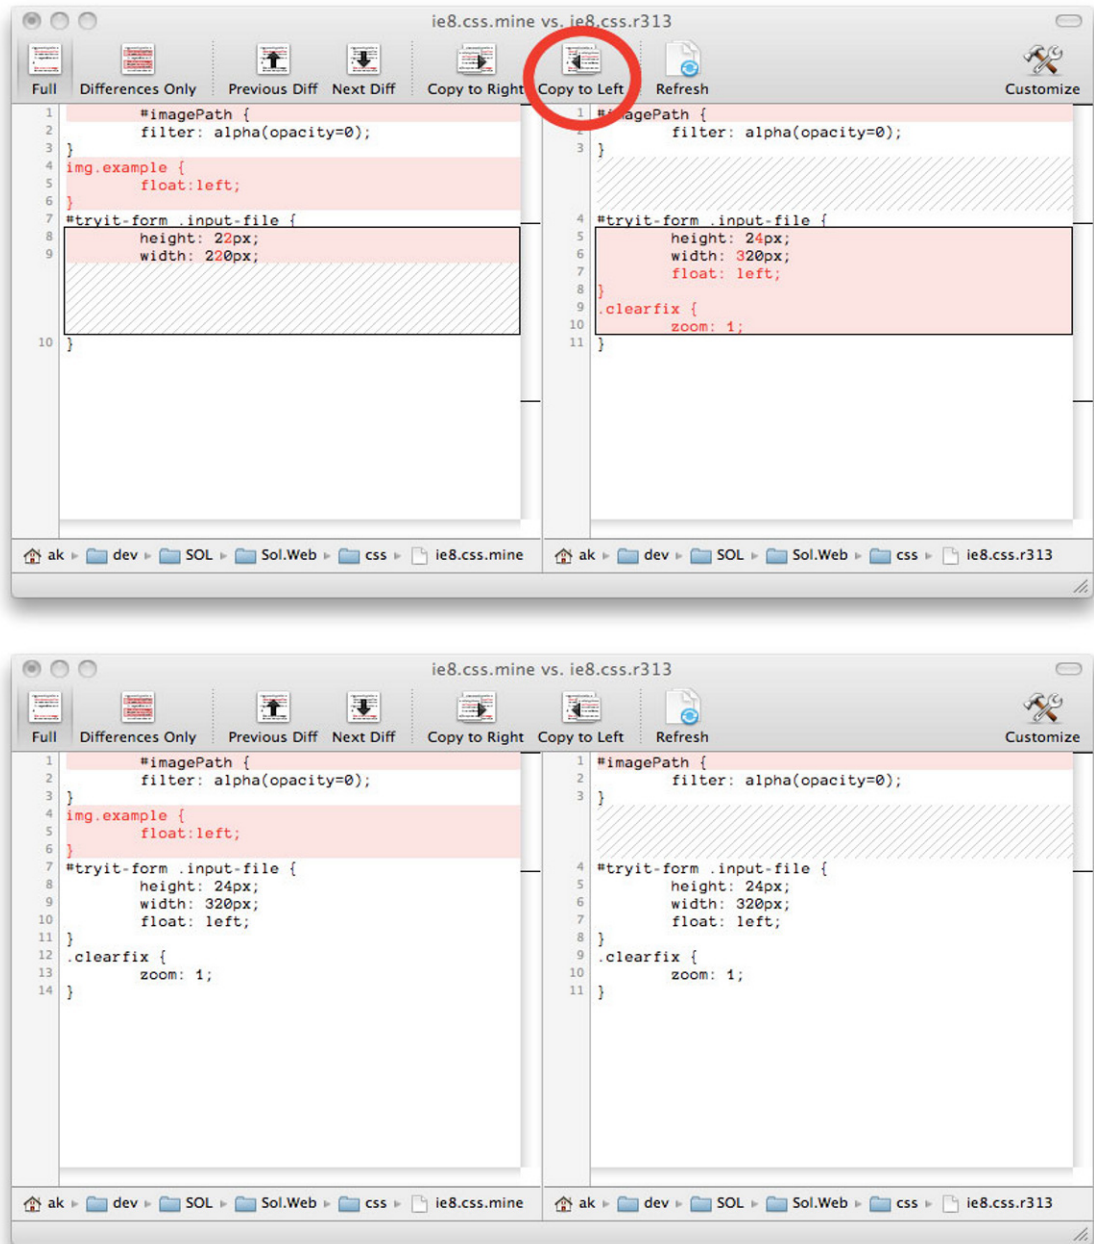 ie8.css.mine vs. ie8.css.r313
Full Differences Only Previous Diff Next Diff Copy to Right Copy to Left Refresh Customize
1 #imagePath {
2 filter: alpha(opacity=0);
3 }
4 img.example {
5 float:left;
6 }
7 #tryit-form .input-file {
8 height: 22px;
9 width: 220px;
10 }
1 #imagePath {
2 filter: alpha(opacity=0);
3 }
4 #tryit-form .input-file {
5 height: 24px;
6 width: 320px;
7 float: left;
8 }
9 .clearfix {
10 zoom: 1;
11 }
ak dev SOL Sol.Web css ie8.css.mine
ak dev SOL Sol.Web css ie8.css.r313
ie8.css.mine vs. ie8.css.r313
Full Differences Only Previous Diff Next Diff Copy to Right Copy to Left Refresh Customize
1 #imagePath {
2 filter: alpha(opacity=0);
3 }
4 img.example {
5 float:left;
6 }
7 #tryit-form .input-file {
8 height: 24px;
9 width: 320px;
10 float: left;
11 }
12 .clearfix {
13 zoom: 1;
14 }
1 #imagePath {
2 filter: alpha(opacity=0);
3 }
4 #tryit-form .input-file {
5 height: 24px;
6 width: 320px;
7 float: left;
8 }
9 .clearfix {
10 zoom: 1;
11 }
ak dev SOL Sol.Web css ie8.css.mine
ak dev SOL Sol.Web css ie8.css.r313